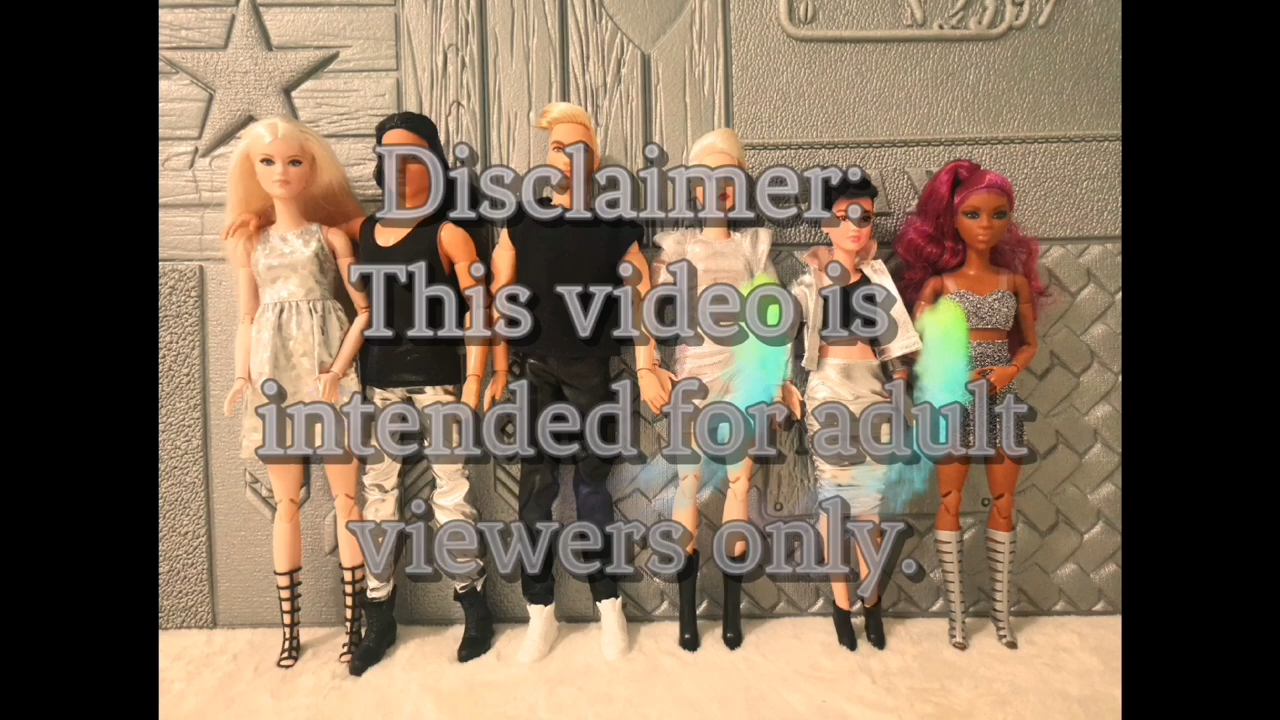 Disclaimer:
This video is
intended for adult
viewers only.